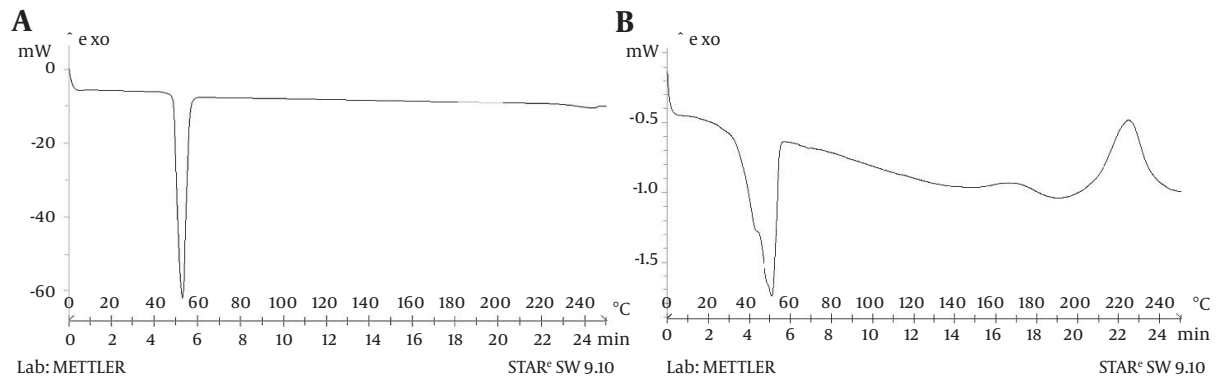 A
ˆ e xo
mW
0
-20
-40
-60
0 20 40 60 80 100 120 140 160 180 200 220 240 °C
0 2 4 6 8 10 12 14 16 18 20 22 24 min
Lab: METTLER STARᵉ SW 9.10
B
ˆ e xo
mW
-0.5
-1.0
-1.5
0 20 40 60 80 100 120 140 160 180 200 220 240 °C
0 2 4 6 8 10 12 14 16 18 20 22 24 min
Lab: METTLER STARᵉ SW 9.10